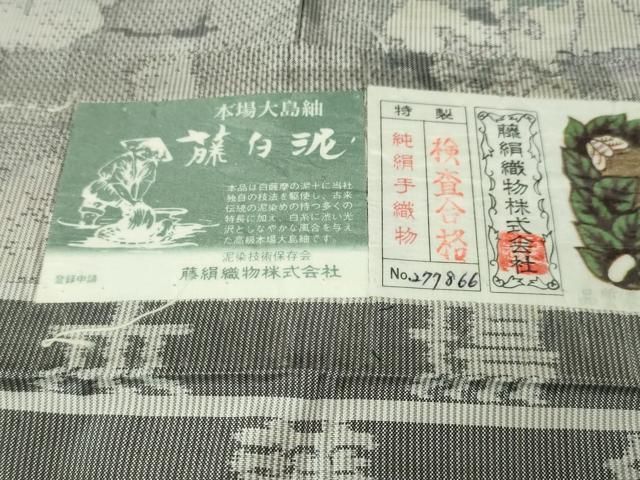 本場大島紬
藤白泥
本品は白薩摩の泥土に当社
独自の技法を駆使し、古来
伝統の泥染めの持つ多くの
特長に加え、白糸に渋い光
沢としなやかな風合を与え
た高級本場大島紬です。
泥染技術保存会
藤絹織物株式会社
登録申請
特製
検査合格
純絹手織物
No.277866
藤絹織物株式会社